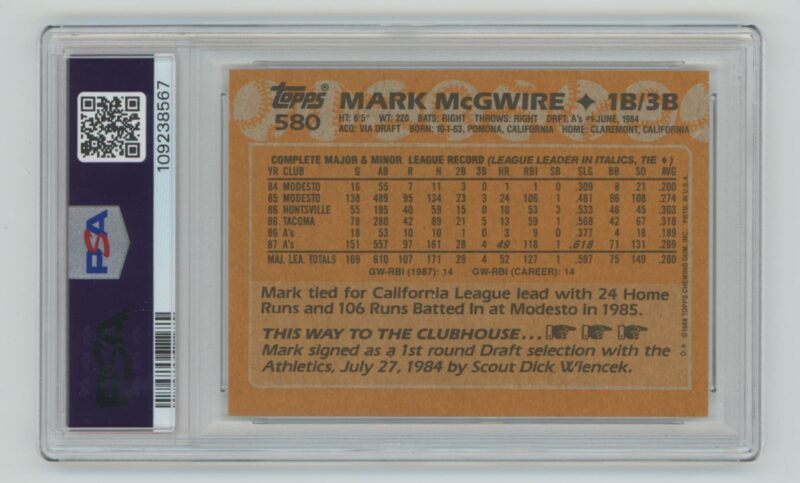 109238567
PSA
PSA
topps®
580
MARK McGWIRE ✦ 1B/3B
HT: 6'5" WT: 220 BATS: RIGHT THROWS: RIGHT DRFT: A's #1-JUNE, 1984
ACQ: VIA DRAFT BORN: 10-1-63, POMONA, CALIFORNIA HOME: CLAREMONT, CALIFORNIA
COMPLETE MAJOR & MINOR LEAGUE RECORD (LEAGUE LEADER IN ITALICS, TIE ♦)
YR CLUB G AB R H 2B 3B HR RBI SB SLG BB SO AVG
84 MODESTO 16 55 7 11 3 0 1 1 0 .309 8 21 .200
85 MODESTO 138 489 95 134 23 3 24 106 1 .481 96 108 .274
86 HUNTSVILLE 55 195 40 59 15 0 10 53 3 .533 46 45 .303
86 TACOMA 78 280 42 89 21 5 13 59 1 .568 42 67 .318
86 A's 18 53 10 10 1 0 3 9 0 .377 4 18 .189
87 A's 151 557 97 161 28 4 49 118 1 .618 71 131 .289
MAJ. LEA. TOTALS 169 610 107 171 29 4 52 127 1 .597 75 149 .280
GW-RBI (1987): 14 GW-RBI (CAREER): 14
Mark tied for California League lead with 24 Home
Runs and 106 Runs Batted In at Modesto in 1985.
THIS WAY TO THE CLUBHOUSE...
Mark signed as a 1st round Draft selection with the
Athletics, July 27, 1984 by Scout Dick Wiencek.
©1988 TOPPS CHEWING GUM, INC. PRTD. IN U.S.A.